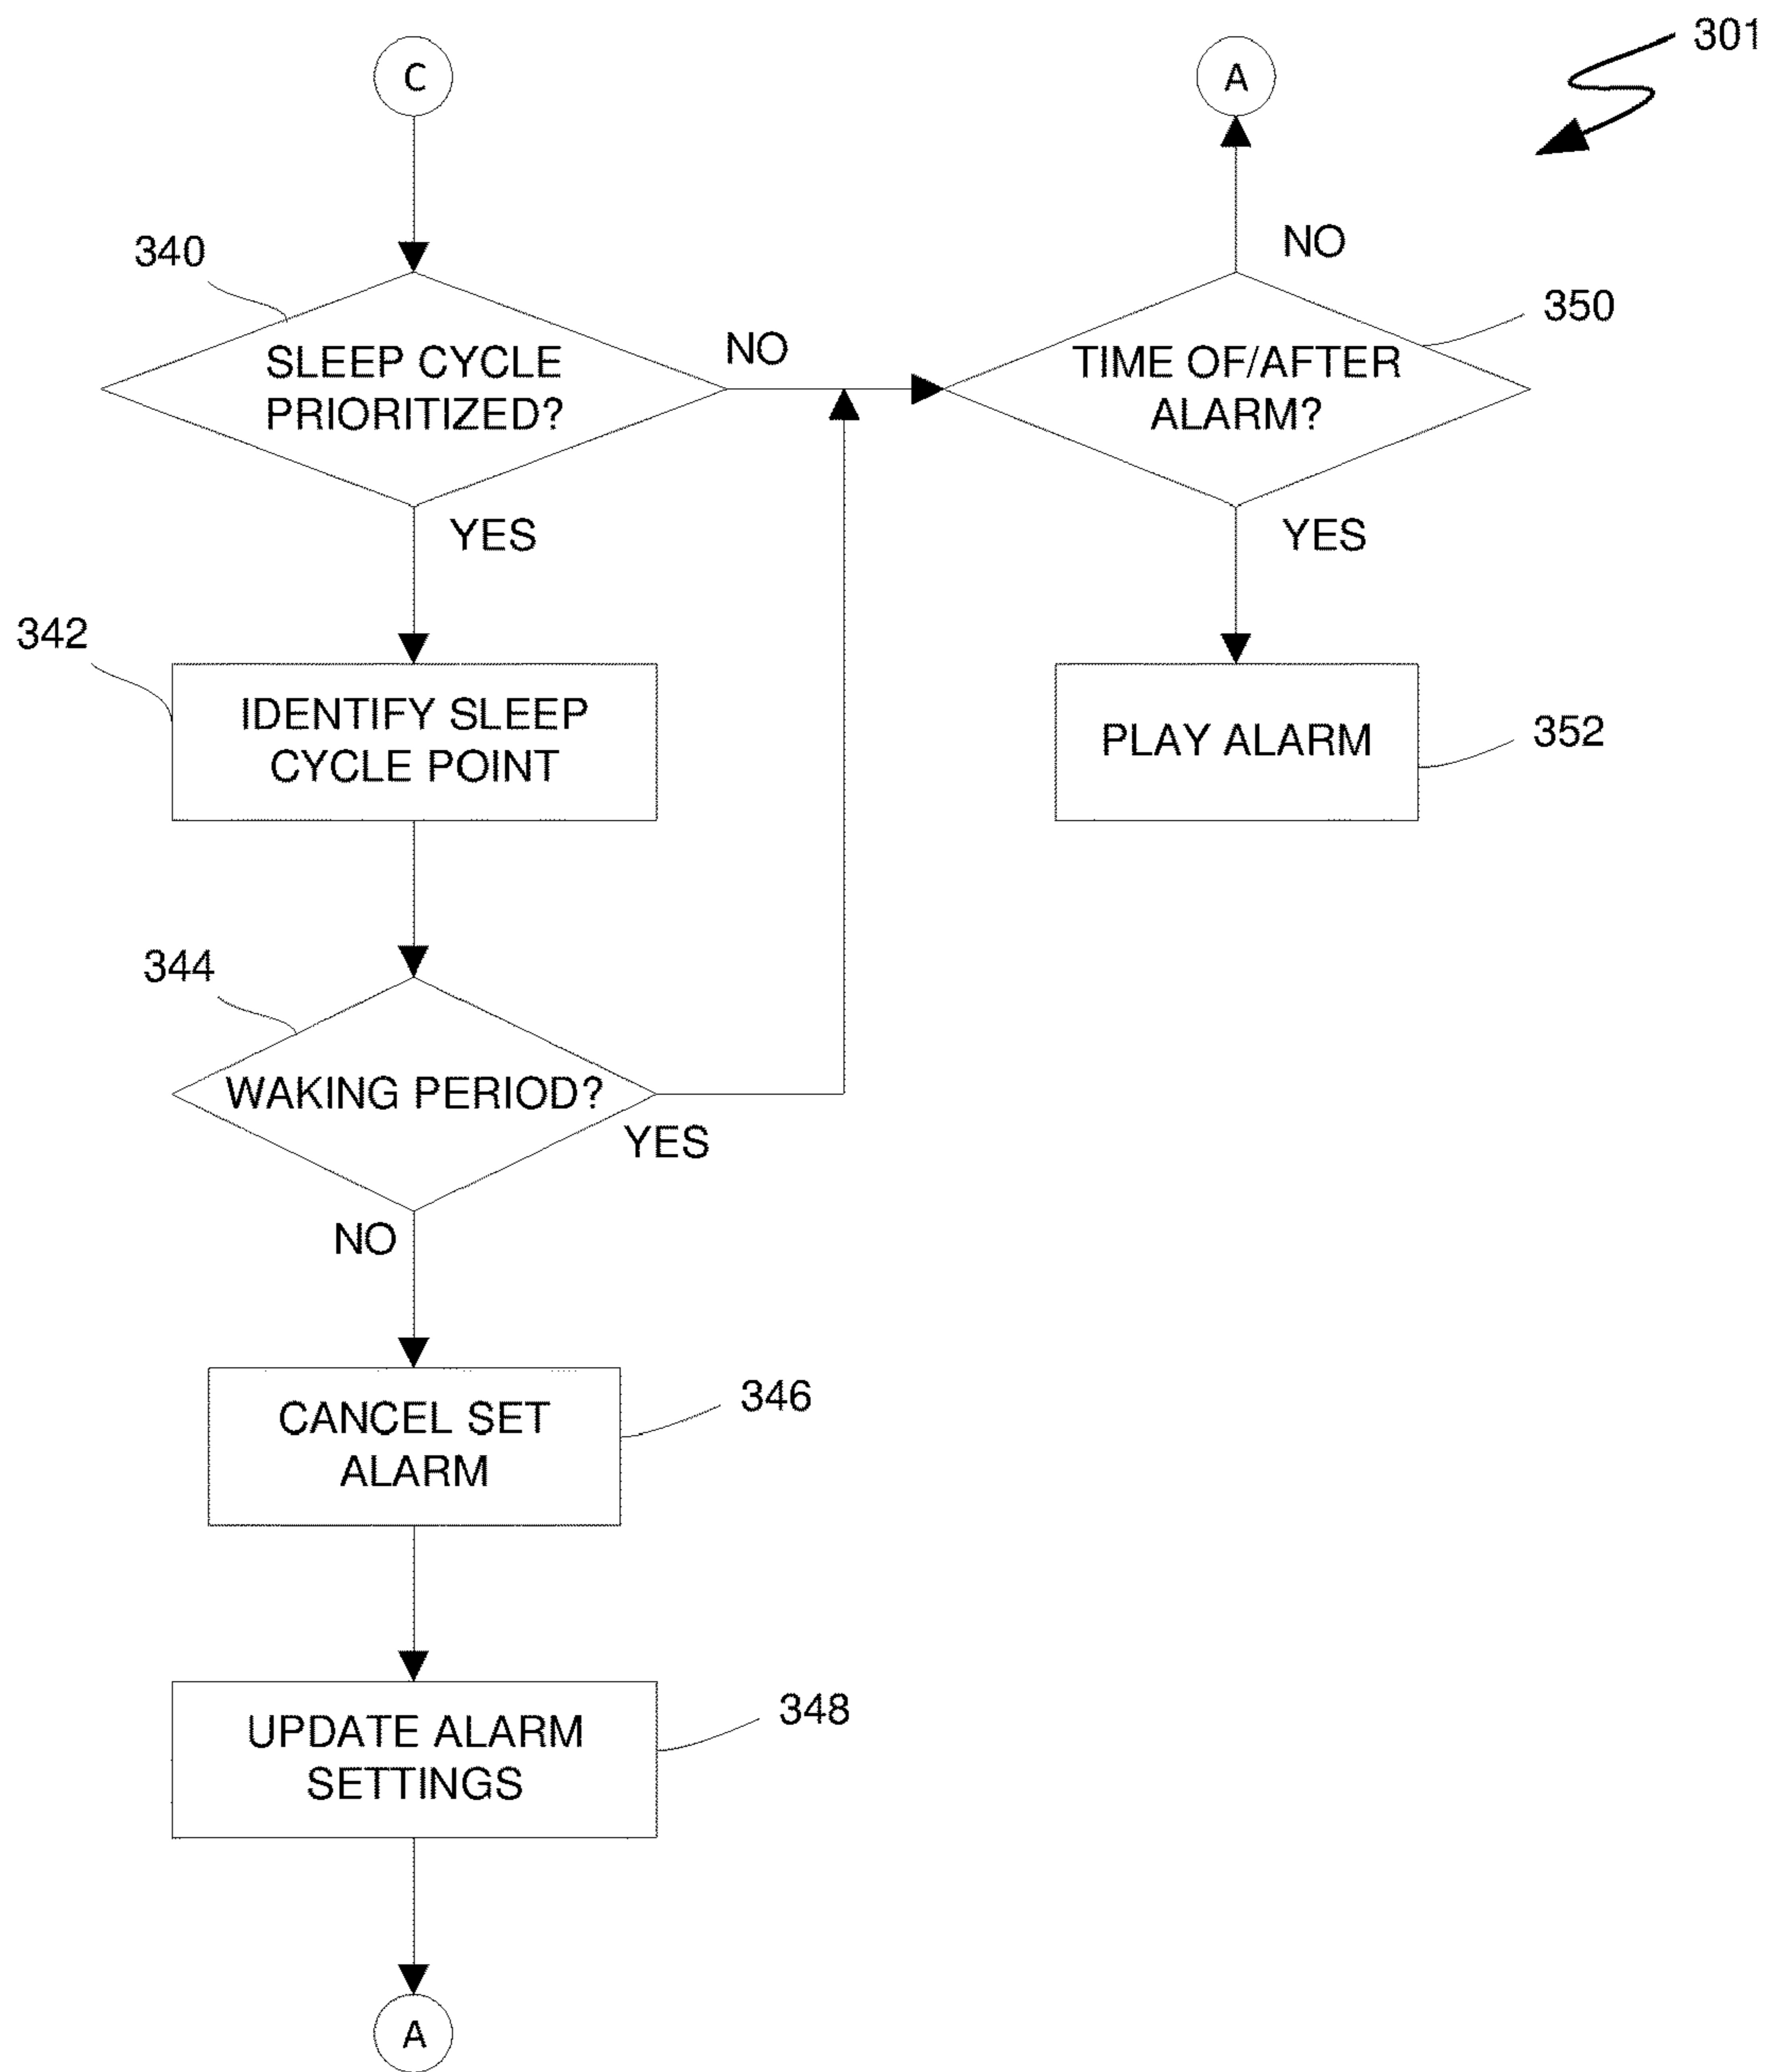 301
C
A
340
SLEEP CYCLE
PRIORITIZED?
NO
YES
350
NO
TIME OF/AFTER
ALARM?
YES
342
IDENTIFY SLEEP
CYCLE POINT
PLAY ALARM
352
344
WAKING PERIOD?
YES
NO
CANCEL SET
ALARM
346
UPDATE ALARM
SETTINGS
348
A